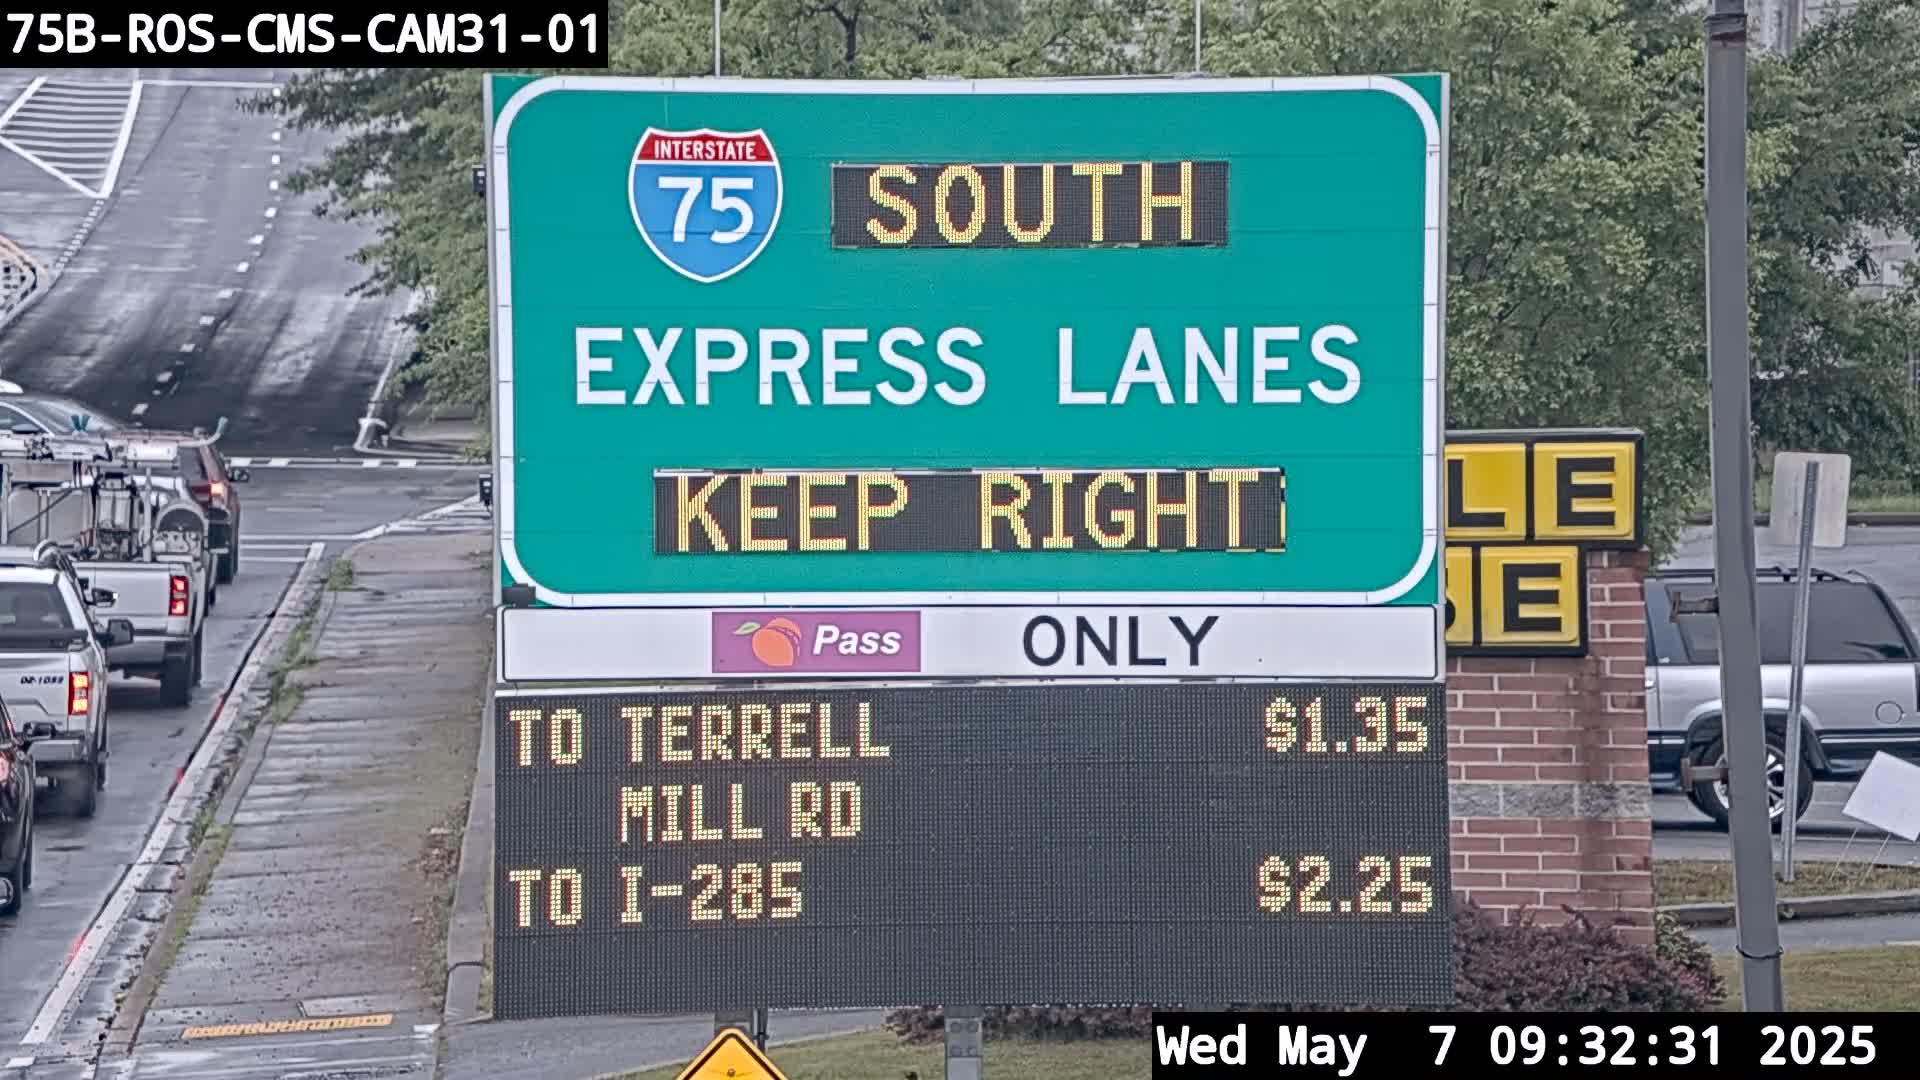 75B-ROS-CMS-CAM31-01
INTERSTATE
75
SOUTH
EXPRESS LANES
KEEP RIGHT
Pass ONLY
TO TERRELL $1.35
MILL RD
TO I-285 $2.25
LE
E
Wed May 7 09:32:31 2025